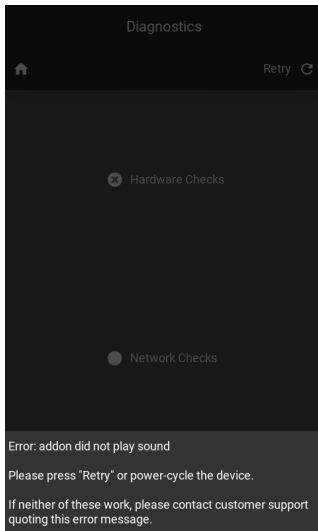 Diagnostics
Retry
Hardware Checks
Network Checks
Error: addon did not play sound
Please press "Retry" or power-cycle the device.
If neither of these work, please contact customer support
quoting this error message.